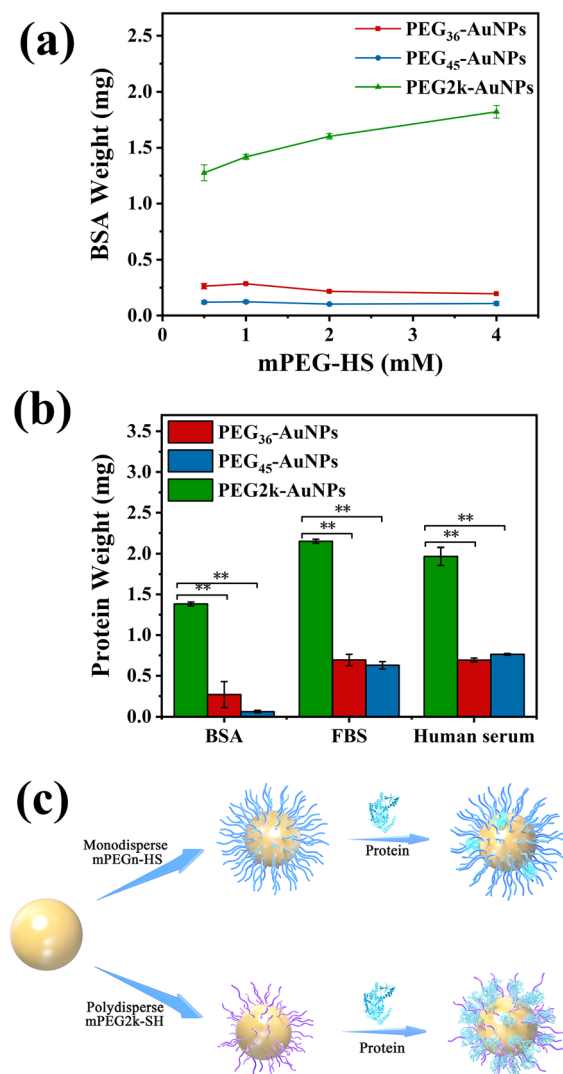 (a)
PEG₃₆-AuNPs
PEG₄₅-AuNPs
PEG2k-AuNPs
BSA Weight (mg)
2.5
2.0
1.5
1.0
0.5
0.0
0 1 2 3 4
mPEG-HS (mM)
(b)
PEG₃₆-AuNPs
PEG₄₅-AuNPs
PEG2k-AuNPs
Protein Weight (mg)
3.5
3.0
2.5
2.0
1.5
1.0
0.5
0.0
** **
** **
** **
BSA FBS Human serum
(c)
Monodisperse
mPEGn-HS
Protein
Polydisperse
mPEG2k-SH
Protein